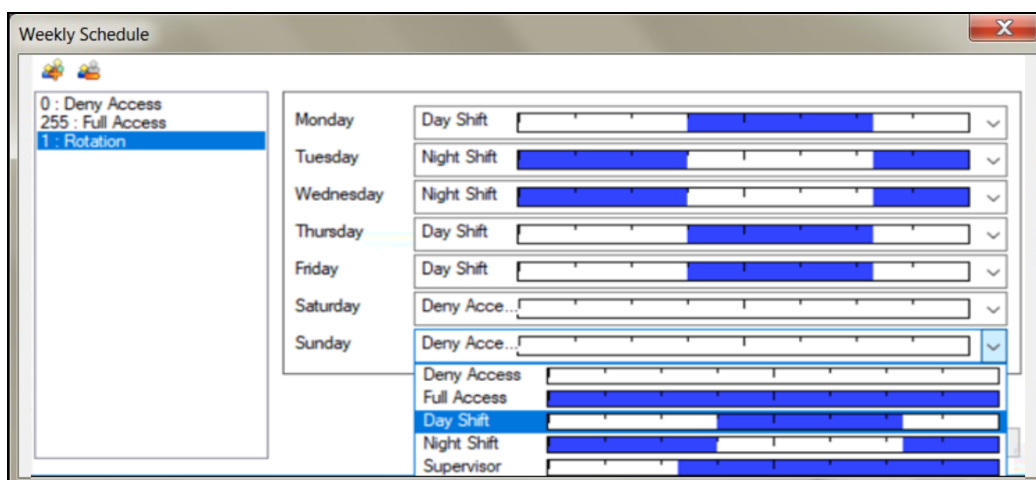 Weekly Schedule
0 : Deny Access
255 : Full Access
1 : Rotation
Monday Day Shift
Tuesday Night Shift
Wednesday Night Shift
Thursday Day Shift
Friday Day Shift
Saturday Deny Acce...
Sunday Deny Acce...
Deny Access
Full Access
Day Shift
Night Shift
Supervisor